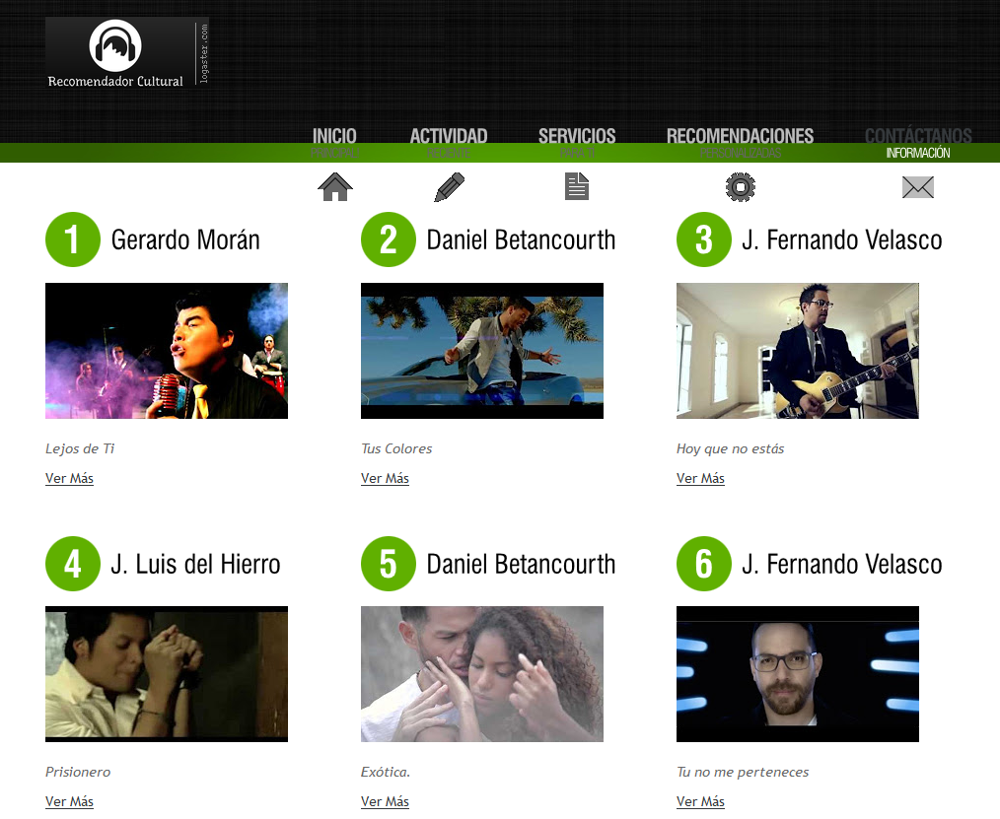 Recomendador Cultural
logaster.com
INICIO
PRINCIPAL
ACTIVIDAD
RECIENTE
SERVICIOS
PARA TI
RECOMENDACIONES
PERSONALIZADAS
CONTÁCTANOS
INFORMACIÓN
1 Gerardo Morán
2 Daniel Betancourth
3 J. Fernando Velasco
Lejos de Ti
Tus Colores
Hoy que no estás
Ver Más
Ver Más
Ver Más
4 J. Luis del Hierro
5 Daniel Betancourth
6 J. Fernando Velasco
Prisionero
Exótica.
Tu no me perteneces
Ver Más
Ver Más
Ver Más